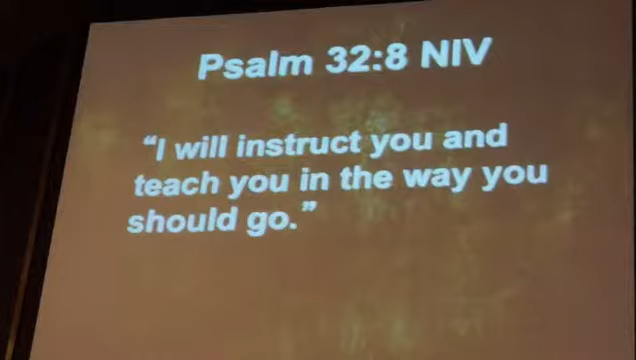 Psalm 32:8 NIV
“I will instruct you and
teach you in the way you
should go.”